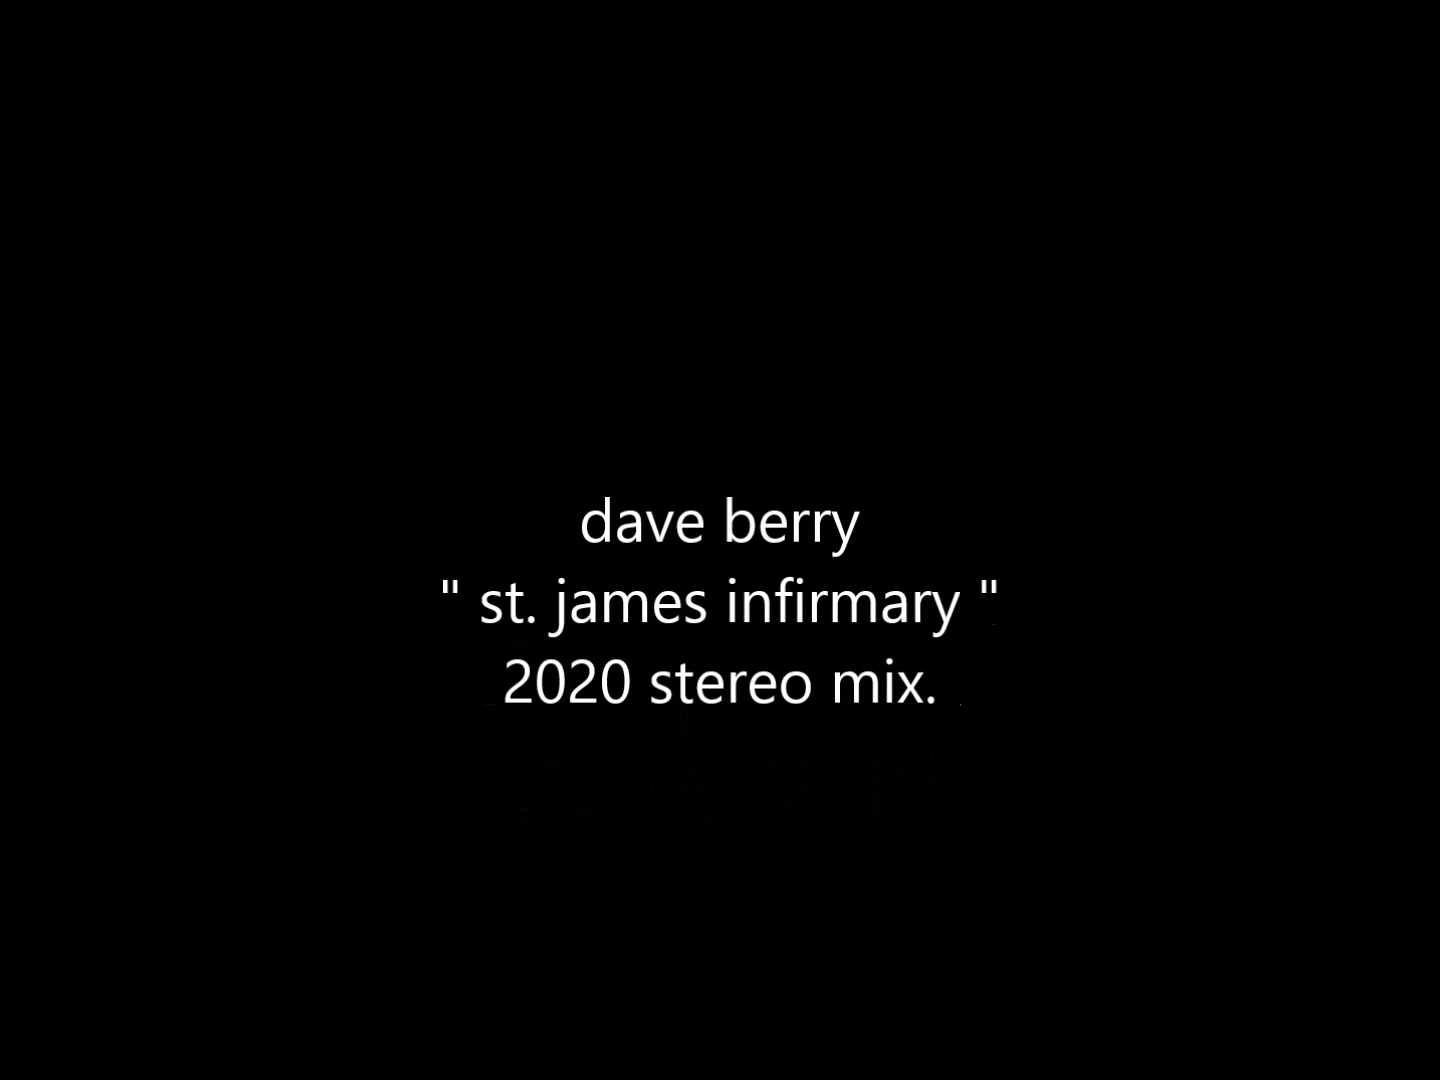 dave berry
" st. james infirmary "
2020 stereo mix.